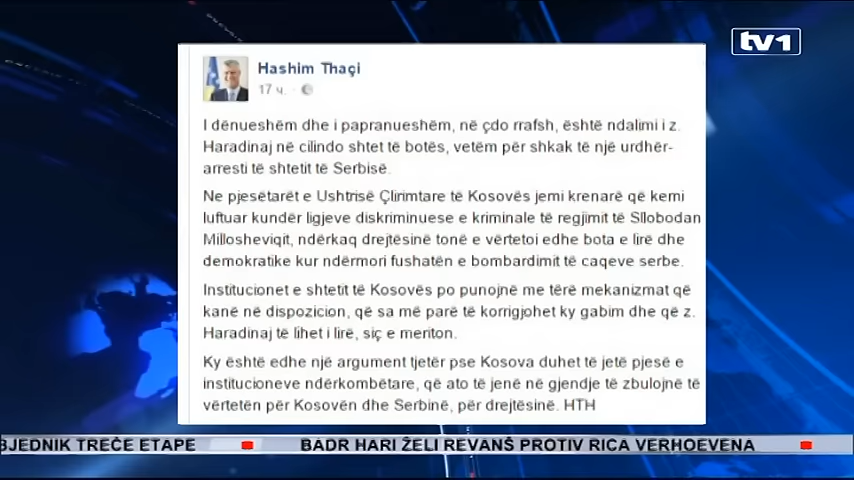 tv1
Hashim Thaçi
17 ч.
I dënueshëm dhe i papranueshëm, në çdo rrafsh, është ndalimi i z.
Haradinaj në cilindo shtet të botës, vetëm për shkak të një urdhër-
arresti të shtetit të Serbisë.
Ne pjesëtarët e Ushtrisë Çlirimtare të Kosovës jemi krenarë që kemi
luftuar kundër ligjeve diskriminuese e kriminale të regjimit të Sllobodan
Millosheviqit, ndërkaq drejtësinë tonë e vërtetoi edhe bota e lirë dhe
demokratike kur ndërmori fushatën e bombardimit të caqeve serbe.
Institucionet e shtetit të Kosovës po punojnë me tërë mekanizmat që
kanë në dispozicion, që sa më parë të korrigjohet ky gabim dhe që z.
Haradinaj të lihet i lirë, siç e meriton.
Ky është edhe një argument tjetër pse Kosova duhet të jetë pjesë e
institucioneve ndërkombëtare, që ato të jenë në gjendje të zbulojnë të
vërtetën për Kosovën dhe Serbinë, për drejtësinë. HTH
BJEDNIK TREĆE ETAPE BADR HARI ŽELI REVANŠ PROTIV RICA VERHOEVENA